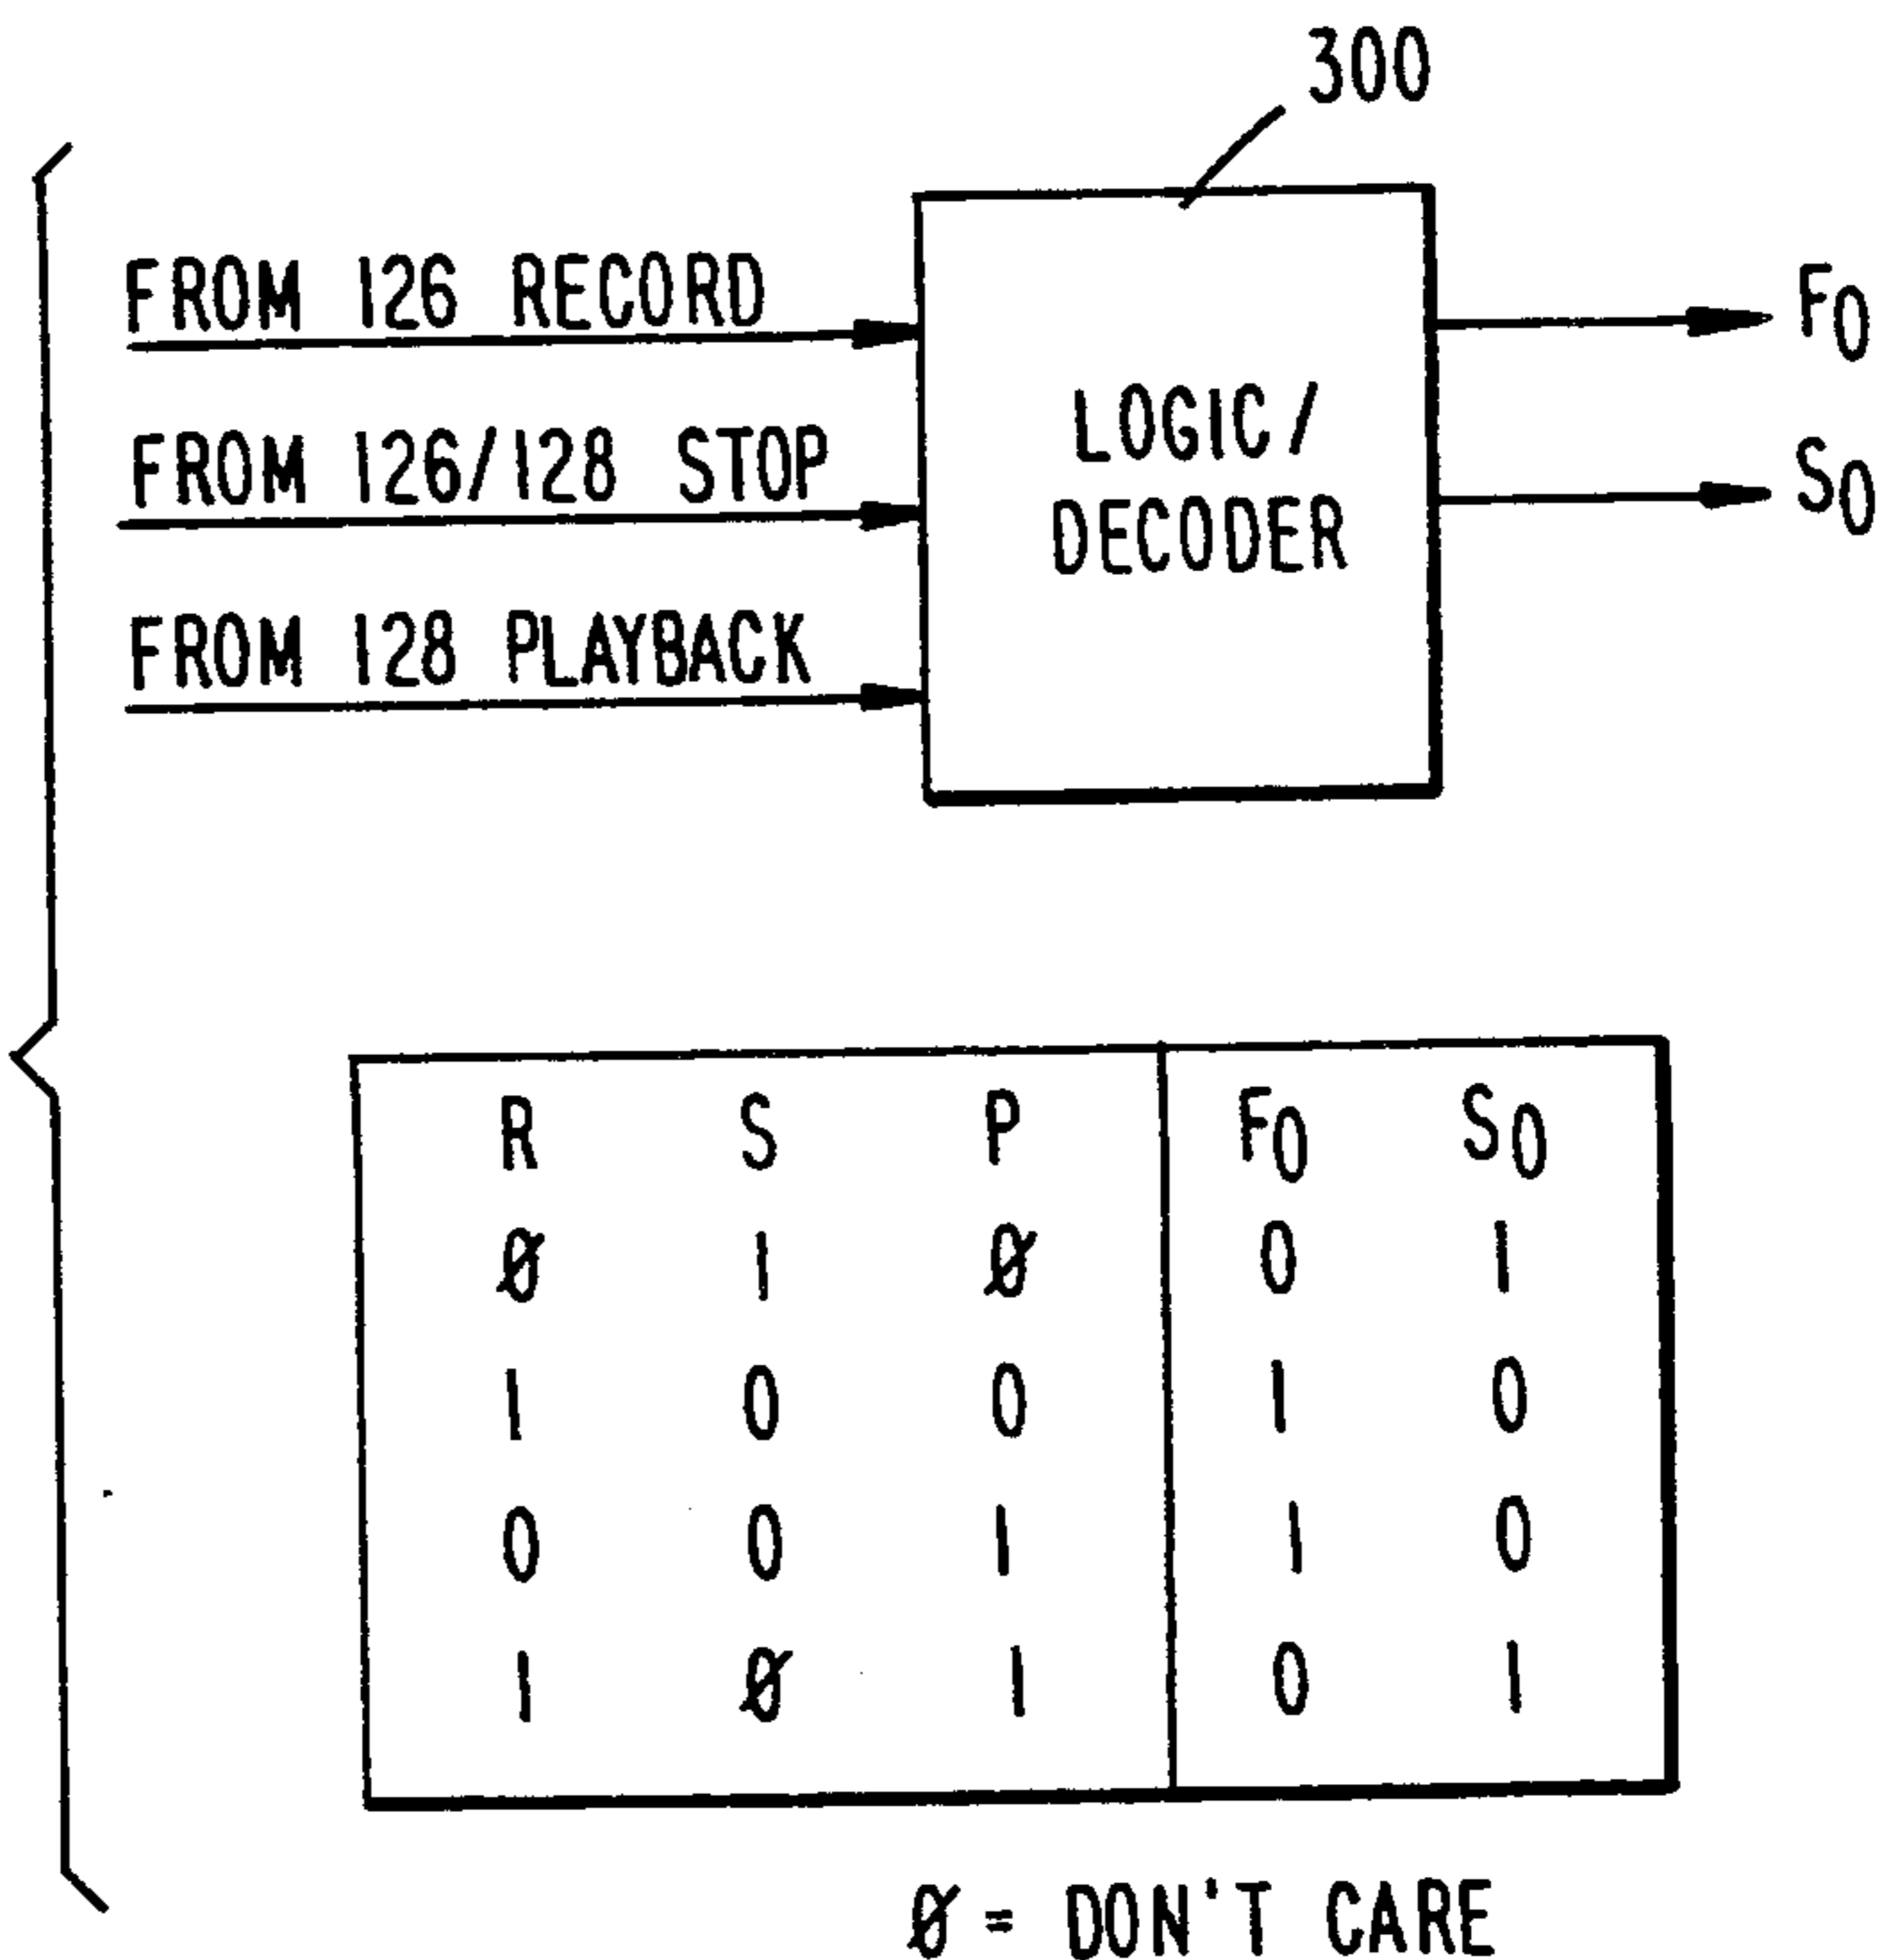 300
FROM 126 RECORD
FROM 126/128 STOP
FROM 128 PLAYBACK
LOGIC/
DECODER
F0
S0
R S P F0 S0
Ø 1 Ø 0 1
1 0 0 1 0
0 0 1 1 0
1 Ø 1 0 1
Ø = DON'T CARE